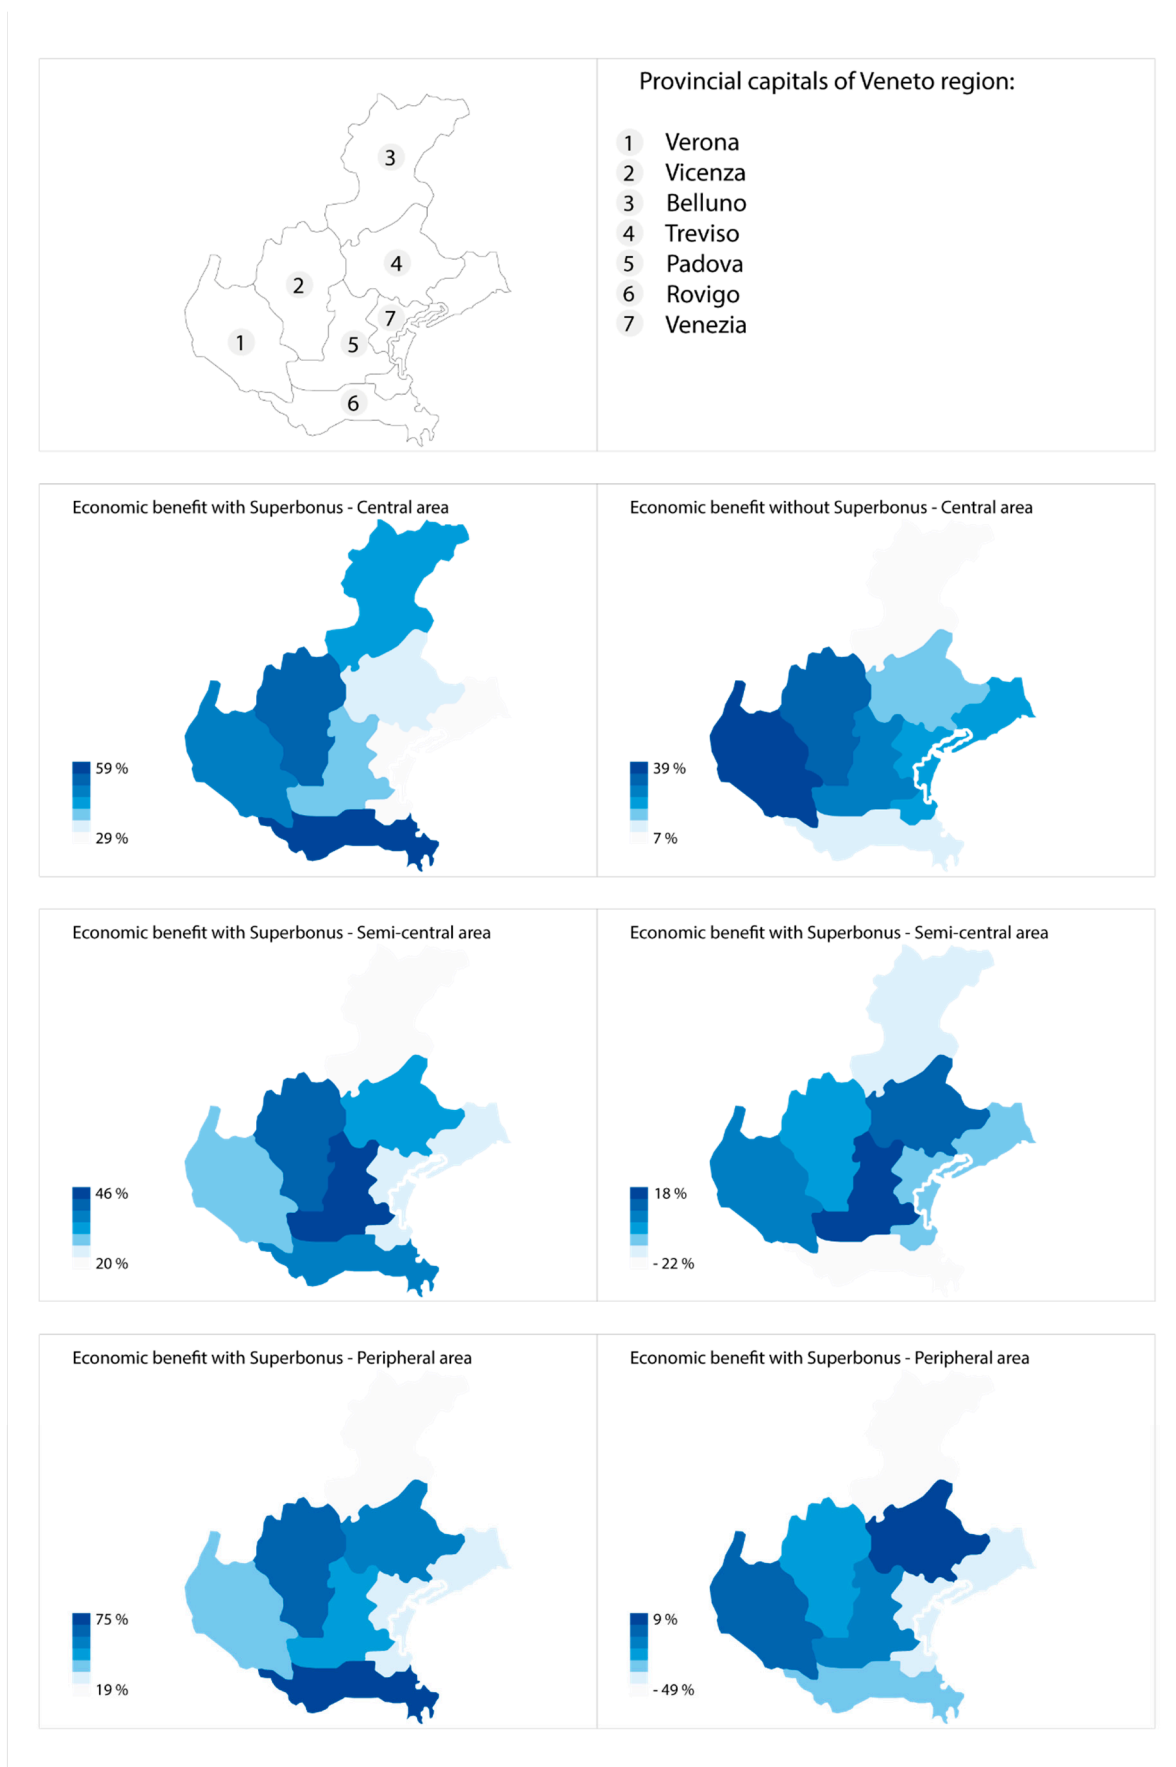 Provincial capitals of Veneto region:
1 Verona
2 Vicenza
3 Belluno
4 Treviso
5 Padova
6 Rovigo
7 Venezia
3
4
2
7
1
5
6
Economic benefit with Superbonus - Central area
59 %
29 %
Economic benefit without Superbonus - Central area
39 %
7 %
Economic benefit with Superbonus - Semi-central area
46 %
20 %
Economic benefit with Superbonus - Semi-central area
18 %
- 22 %
Economic benefit with Superbonus - Peripheral area
75 %
19 %
Economic benefit with Superbonus - Peripheral area
9 %
- 49 %